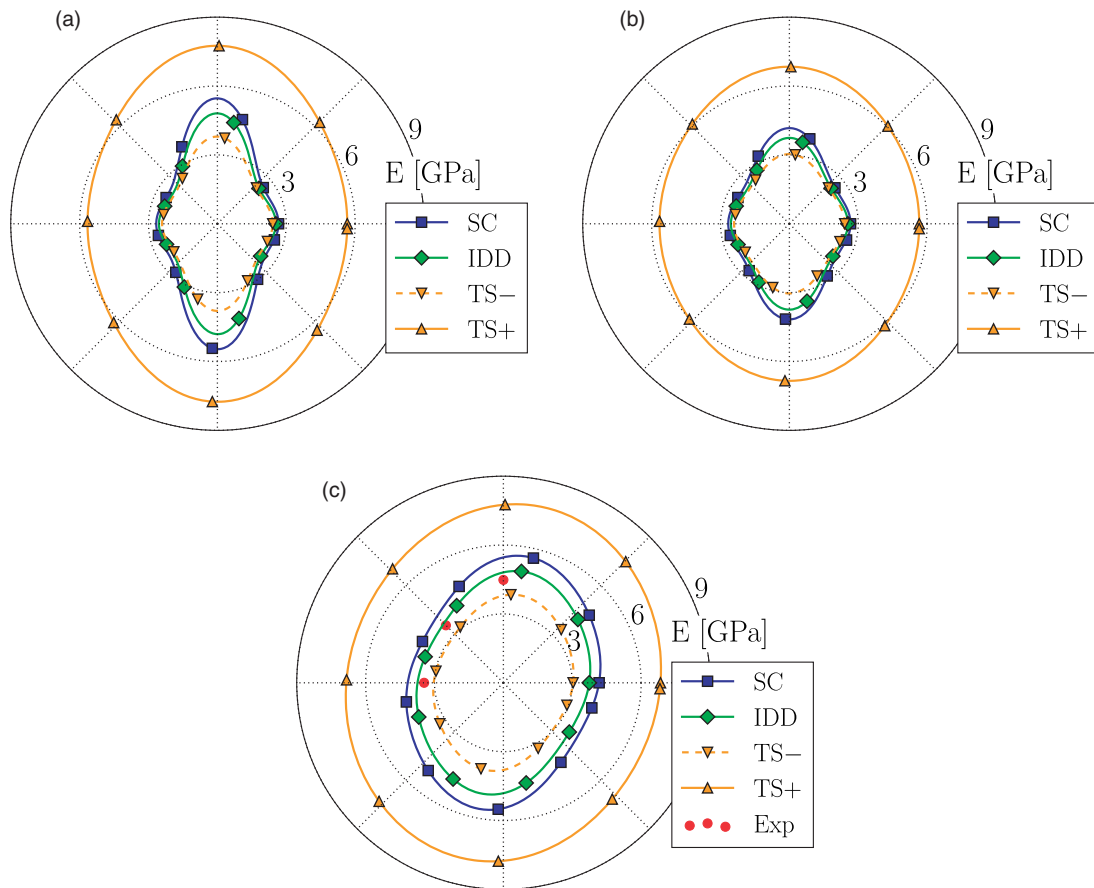 (a)
9
6
3
E [GPa]
SC
IDD
TS−
TS+
(b)
9
6
3
E [GPa]
SC
IDD
TS−
TS+
(c)
9
6
3
E [GPa]
SC
IDD
TS−
TS+
Exp